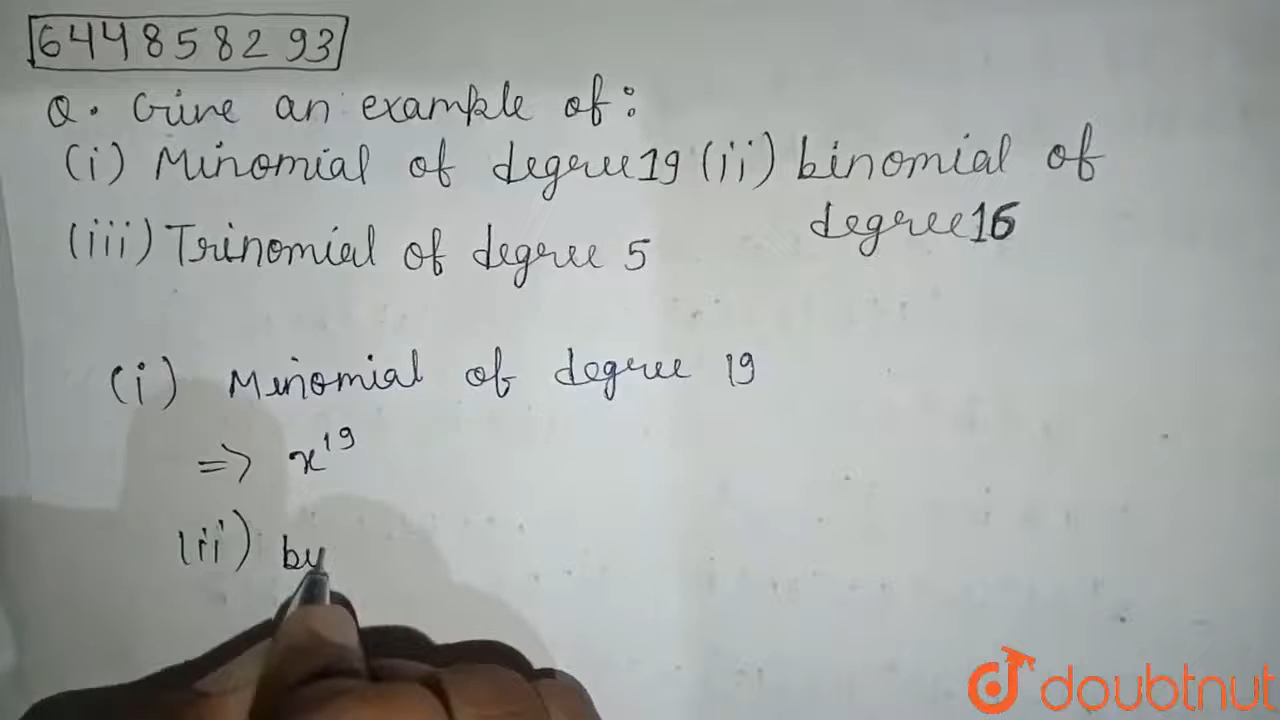 644858293
Q. Give an example of:
(i) Minomial of degree 19 (ii) binomial of
degree 16
(iii) Trinomial of degree 5
(i) Minomial of degree 19
=> x^19
(ii) bi
doubtnut